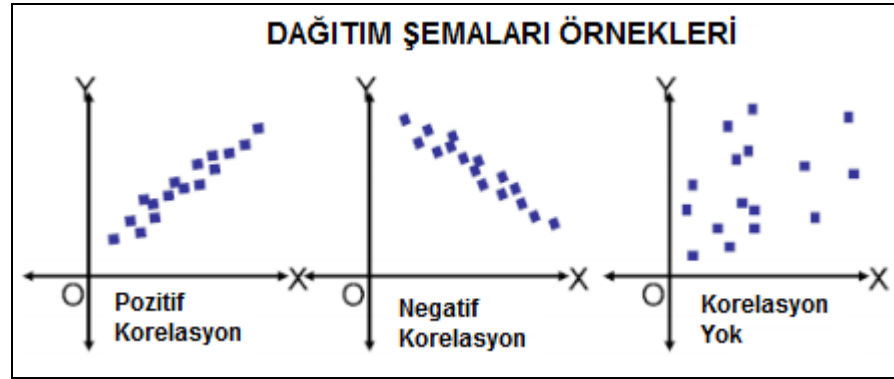 DAĞITIM ŞEMALARI ÖRNEKLERİ
Y
X
O
Pozitif
Korelasyon
Y
X
O
Negatif
Korelasyon
Y
X
O
Korelasyon
Yok